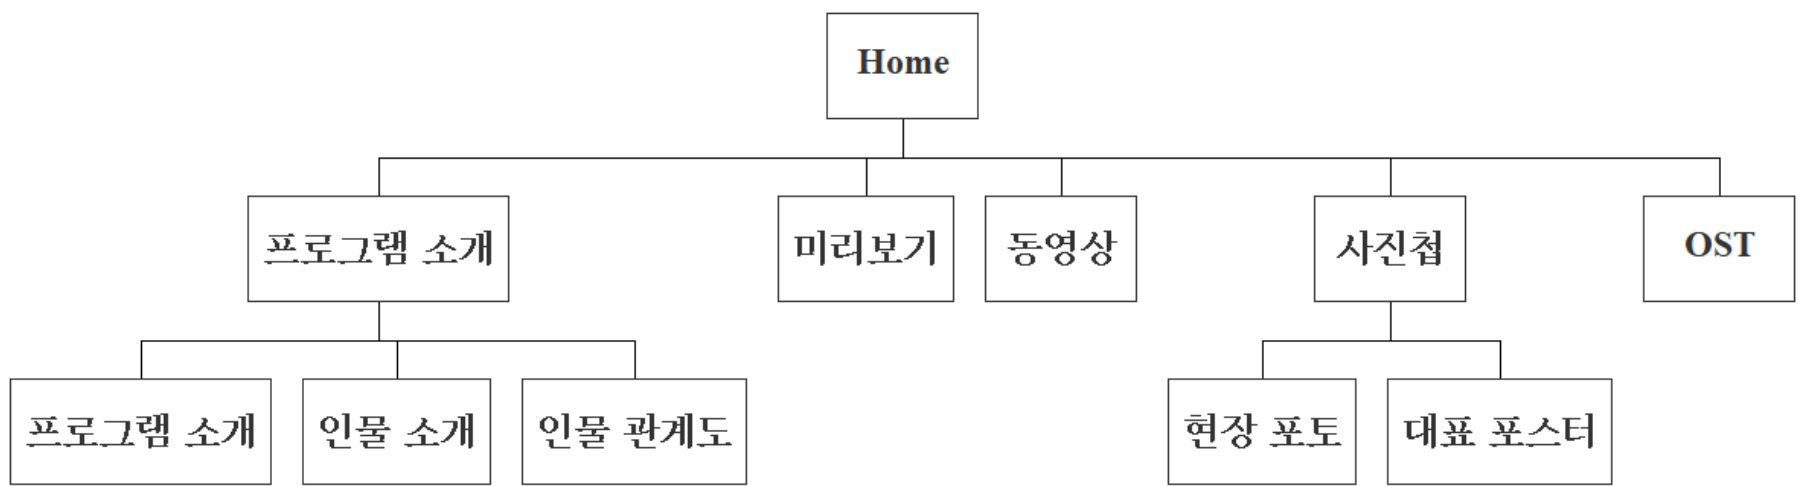 Home
프로그램 소개
미리보기
동영상
사진첩
OST
프로그램 소개
인물 소개
인물 관계도
현장 포토
대표 포스터